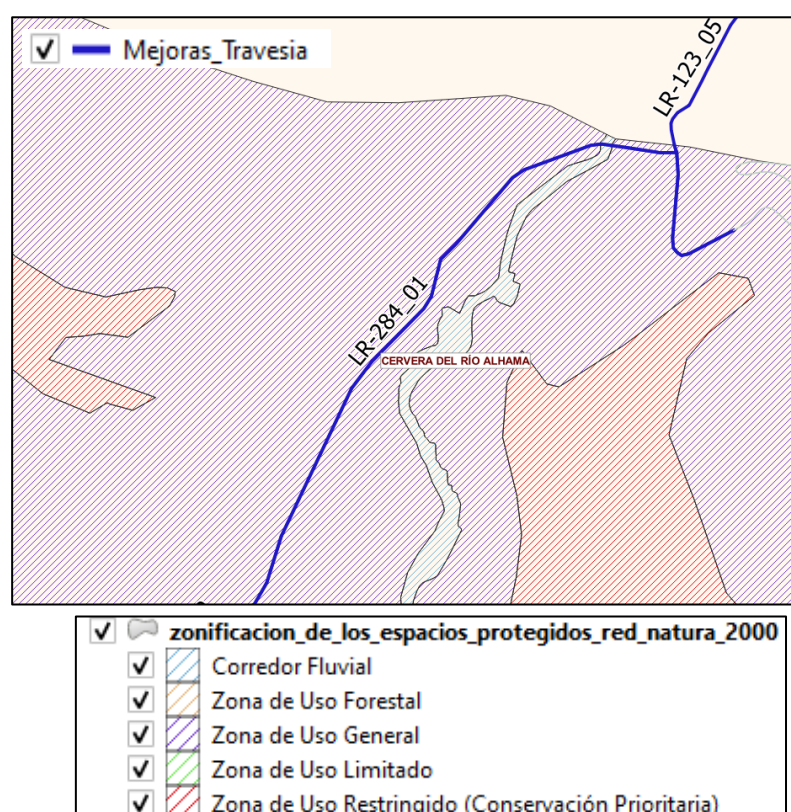 Mejoras_Travesia
LR-123_05
LR-284_01
CERVERA DEL RÍO ALHAMA
zonificacion_de_los_espacios_protegidos_red_natura_2000
Corredor Fluvial
Zona de Uso Forestal
Zona de Uso General
Zona de Uso Limitado
Zona de Uso Restringido (Conservación Prioritaria)